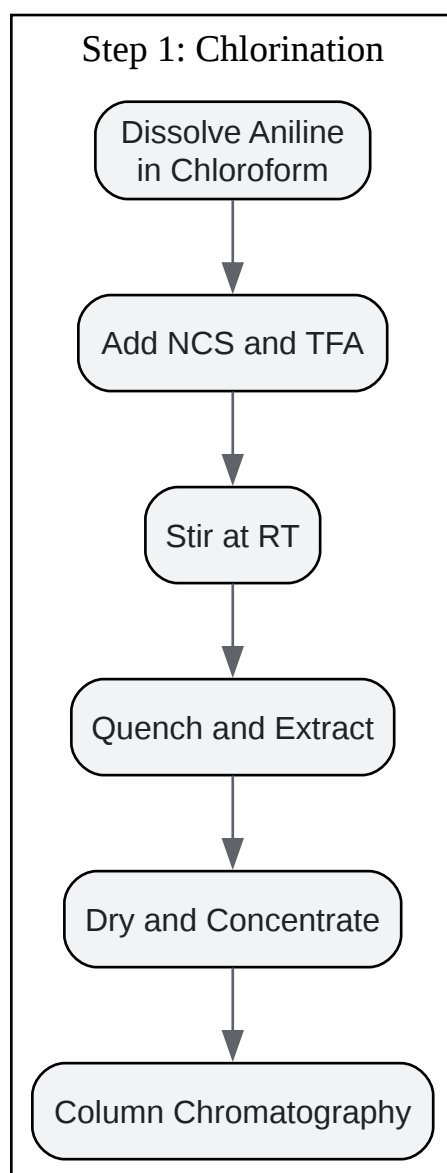 Step 1: Chlorination
Dissolve Aniline
in Chloroform
Add NCS and TFA
Stir at RT
Quench and Extract
Dry and Concentrate
Column Chromatography